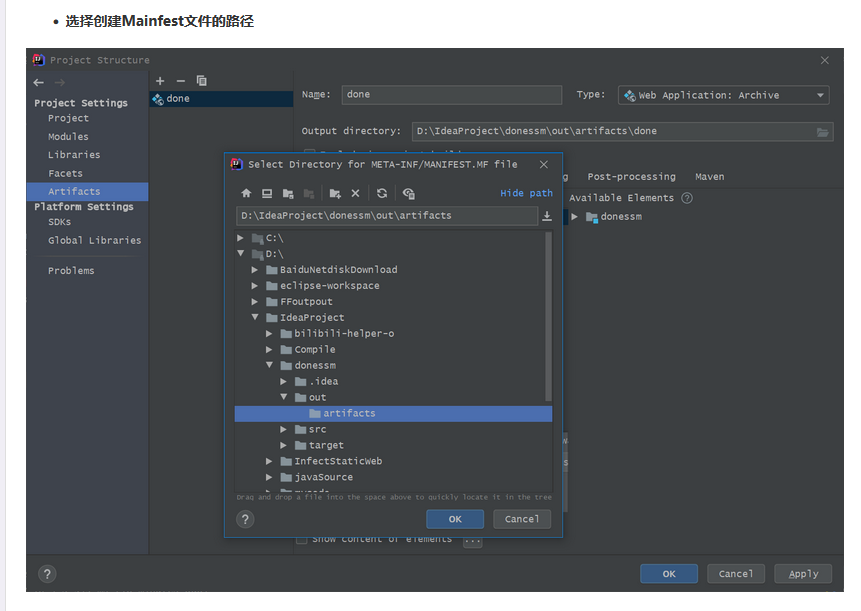 选择创建Mainfest文件的路径
Project Structure
Project Settings
Project
Modules
Libraries
Facets
Artifacts
Platform Settings
SDKs
Global Libraries
Problems
done
Name: done
Type: Web Application: Archive
Output directory: D:\IdeaProject\donessm\out\artifacts\done
Post-processing Maven
Available Elements
donessm
Select Directory for META-INF/MANIFEST.MF file
Hide path
D:\IdeaProject\donessm\out\artifacts
C:\
D:\
BaiduNetdiskDownload
eclipse-workspace
FFoutpout
IdeaProject
bilibili-helper-o
Compile
donessm
.idea
out
artifacts
src
target
InfectStaticWeb
javaSource
Drag and drop a file into the space above to quickly locate it in the tree
? OK Cancel
Show content of elements ...
? OK Cancel Apply